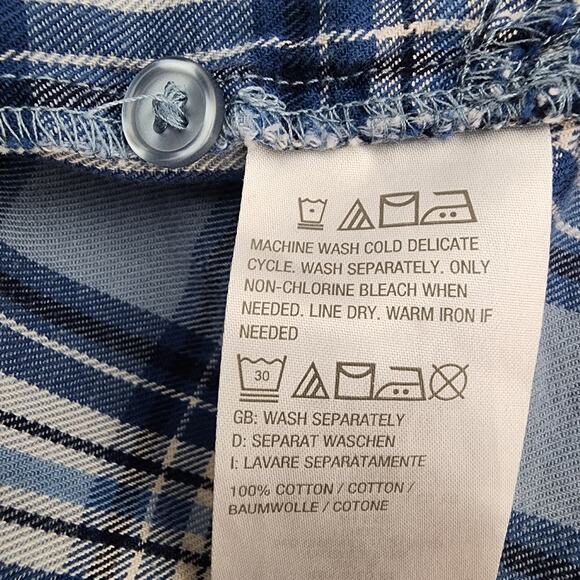 MACHINE WASH COLD DELICATE
CYCLE. WASH SEPARATELY. ONLY
NON-CHLORINE BLEACH WHEN
NEEDED. LINE DRY. WARM IRON IF
NEEDED
30
GB: WASH SEPARATELY
D: SEPARAT WASCHEN
I: LAVARE SEPARATAMENTE
100% COTTON / COTTON /
BAUMWOLLE / COTONE